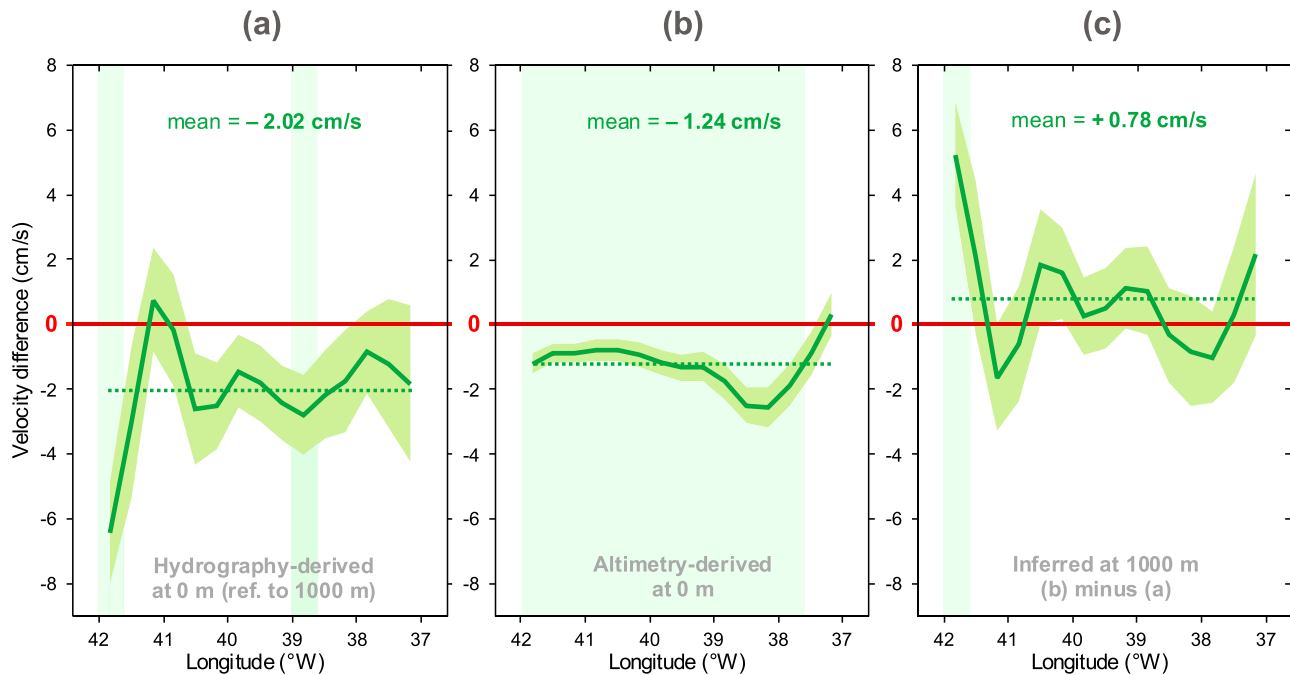 (a)
(b)
(c)
Velocity difference (cm/s)
8
6
4
2
0
-2
-4
-6
-8
mean = – 2.02 cm/s
Hydrography-derived
at 0 m (ref. to 1000 m)
42
41
40
39
38
37
Longitude (°W)
8
6
4
2
0
-2
-4
-6
-8
mean = – 1.24 cm/s
Altimetry-derived
at 0 m
42
41
40
39
38
37
Longitude (°W)
8
6
4
2
0
-2
-4
-6
-8
mean = + 0.78 cm/s
Inferred at 1000 m
(b) minus (a)
42
41
40
39
38
37
Longitude (°W)